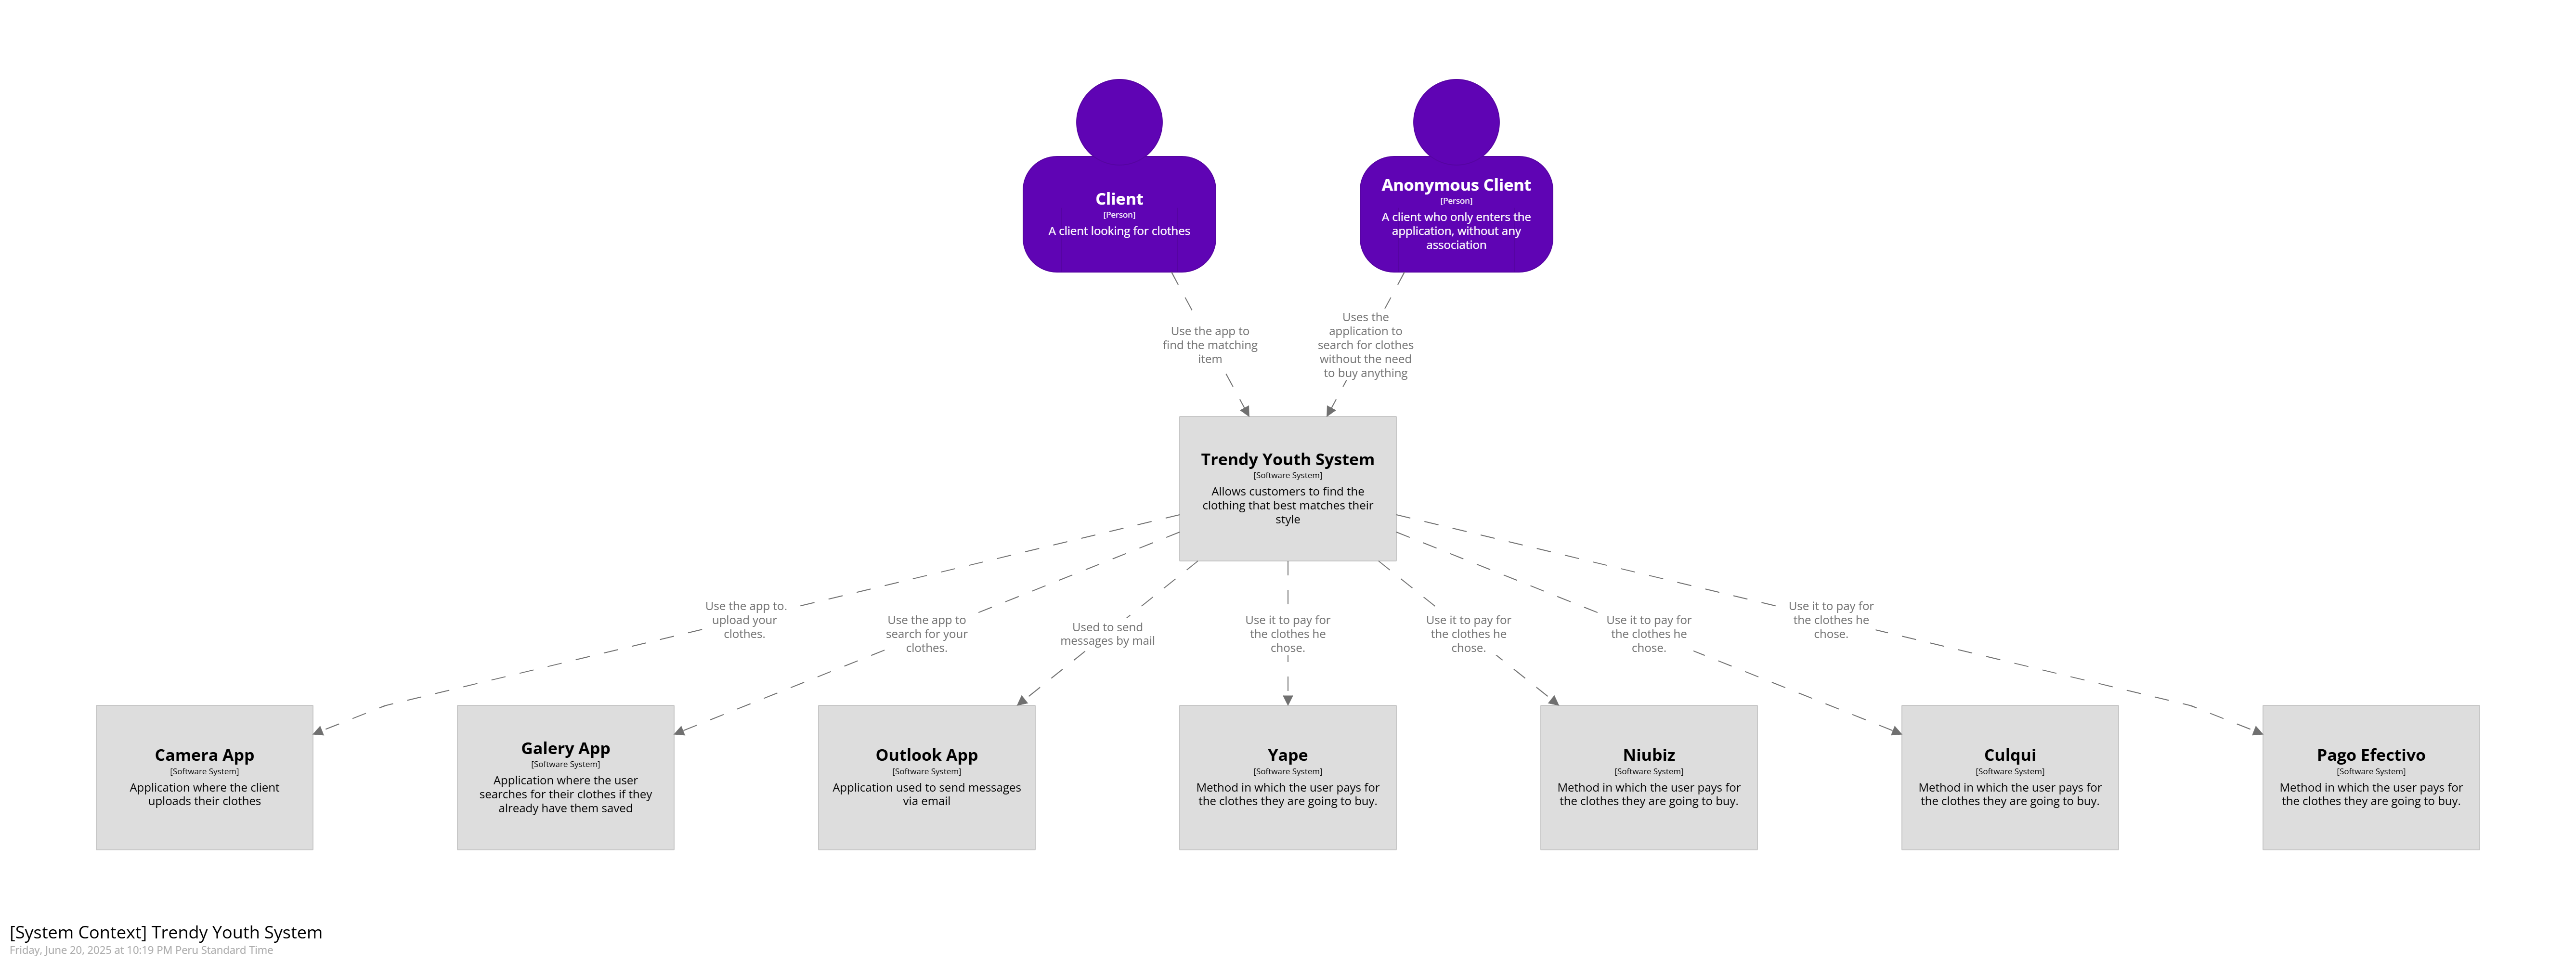 Client
[Person]
A client looking for clothes
Anonymous Client
[Person]
A client who only enters the
application, without any
association
Use the app to
find the matching
item
Uses the
application to
search for clothes
without the need
to buy anything
Trendy Youth System
[Software System]
Allows customers to find the
clothing that best matches their
style
Use the app to.
upload your
clothes.
Use the app to
search for your
clothes.
Used to send
messages by mail
Use it to pay for
the clothes he
chose.
Use it to pay for
the clothes he
chose.
Use it to pay for
the clothes he
chose.
Use it to pay for
the clothes he
chose.
Camera App
[Software System]
Application where the client
uploads their clothes
Galery App
[Software System]
Application where the user
searches for their clothes if they
already have them saved
Outlook App
[Software System]
Application used to send messages
via email
Yape
[Software System]
Method in which the user pays for
the clothes they are going to buy.
Niubiz
[Software System]
Method in which the user pays for
the clothes they are going to buy.
Culqui
[Software System]
Method in which the user pays for
the clothes they are going to buy.
Pago Efectivo
[Software System]
Method in which the user pays for
the clothes they are going to buy.
[System Context] Trendy Youth System
Friday, June 20, 2025 at 10:19 PM Peru Standard Time